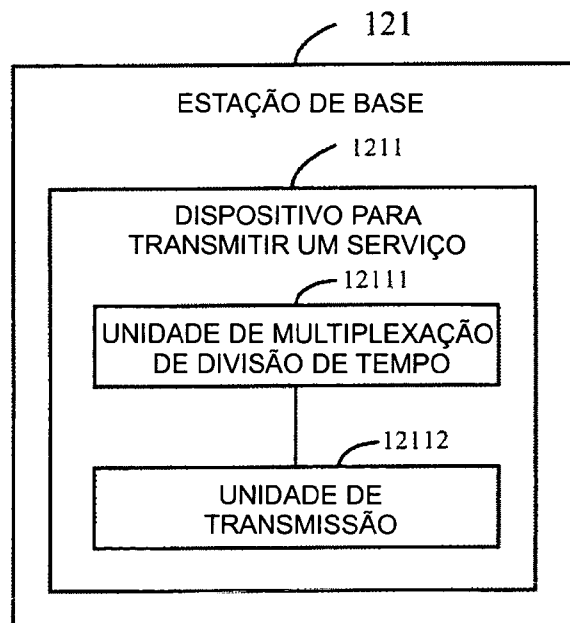 121
ESTAÇÃO DE BASE
1211
DISPOSITIVO PARA
TRANSMITIR UM SERVIÇO
12111
UNIDADE DE MULTIPLEXAÇÃO
DE DIVISÃO DE TEMPO
12112
UNIDADE DE
TRANSMISSÃO